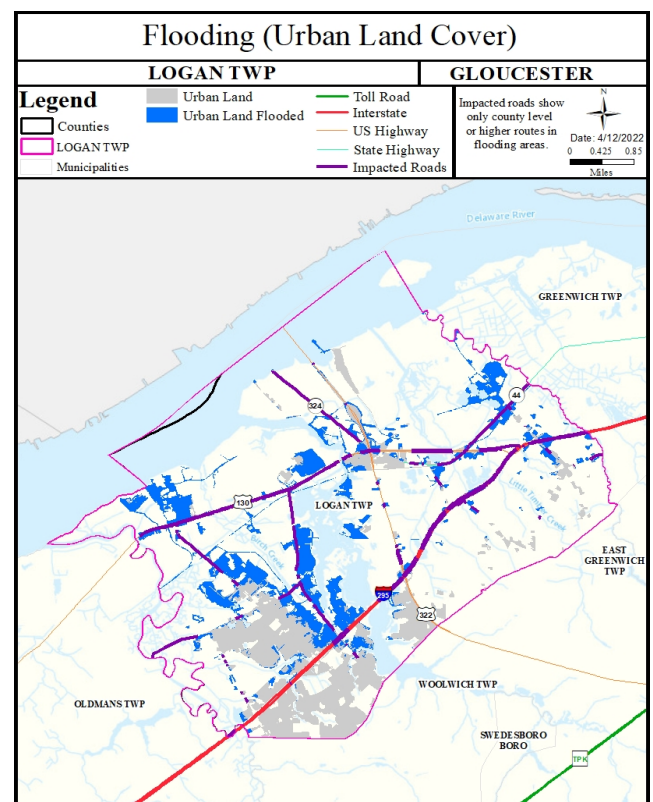 Flooding (Urban Land Cover)
LOGAN TWP
GLOUCESTER
Legend
Counties
LOGAN TWP
Municipalities
Urban Land
Urban Land Flooded
Toll Road
Interstate
US Highway
State Highway
Impacted Roads
Impacted roads show
only county level
or higher routes in
flooding areas.
N
Date: 4/12/2022
0 0.425 0.85
Miles
Delaware River
GREENWICH TWP
44
324
130
LOGAN TWP
Little Timber Creek
EAST
GREENWICH
TWP
295
322
WOOLWICH TWP
OLDMANS TWP
SWEDESBORO
BORO
TPK